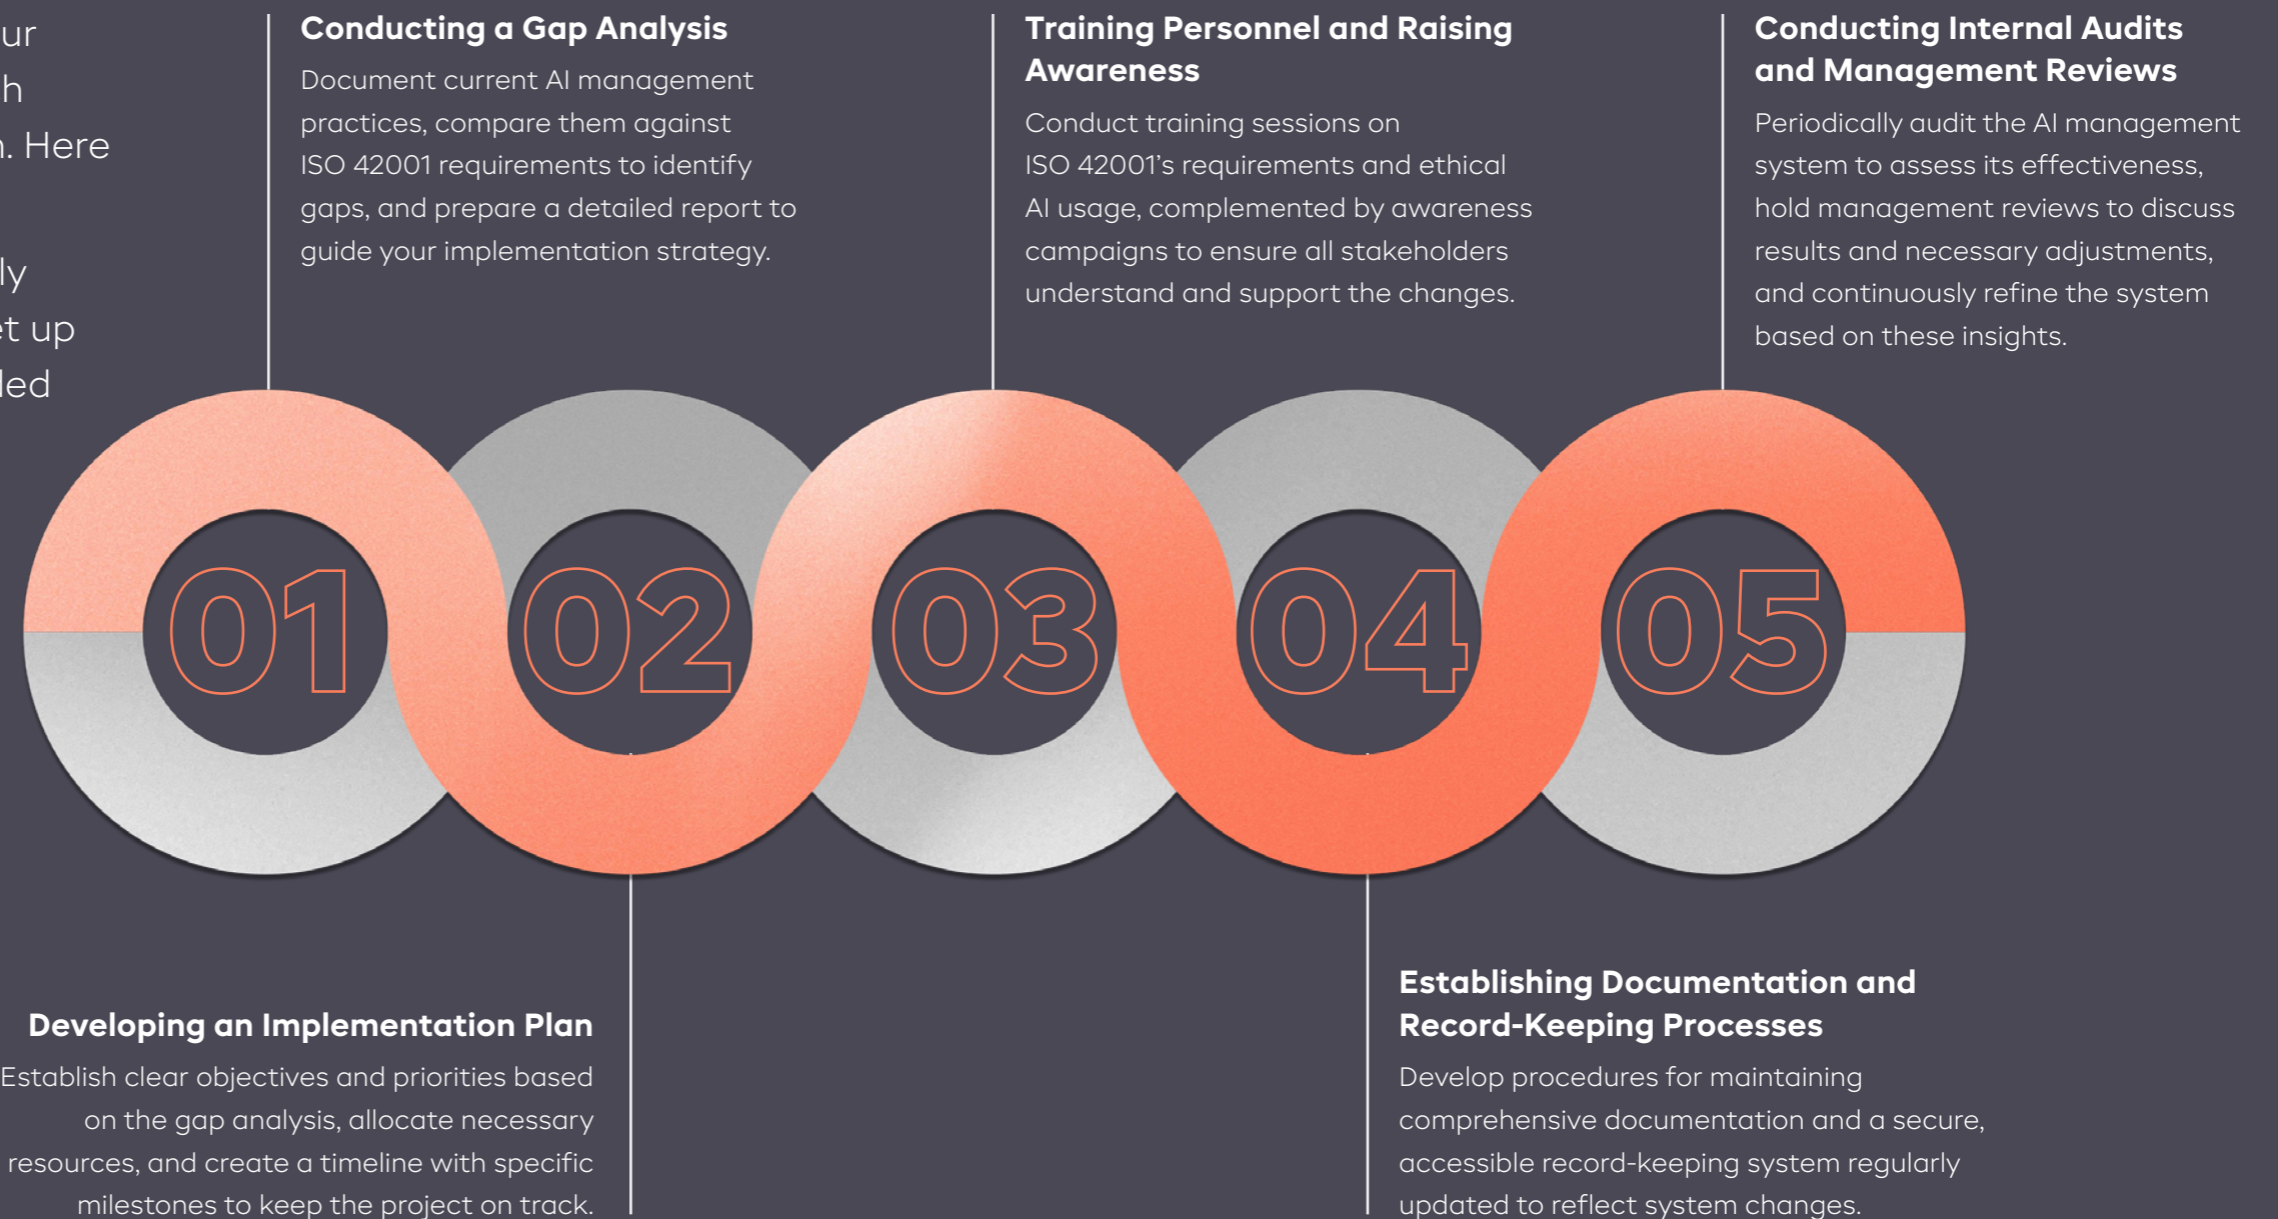 ur
h
. Here
ly
et up
led
Conducting a Gap Analysis
Document current AI management
practices, compare them against
ISO 42001 requirements to identify
gaps, and prepare a detailed report to
guide your implementation strategy.
Training Personnel and Raising
Awareness
Conduct training sessions on
ISO 42001’s requirements and ethical
AI usage, complemented by awareness
campaigns to ensure all stakeholders
understand and support the changes.
Conducting Internal Audits
and Management Reviews
Periodically audit the AI management
system to assess its effectiveness,
hold management reviews to discuss
results and necessary adjustments,
and continuously refine the system
based on these insights.
01
02
03
04
05
Developing an Implementation Plan
Establish clear objectives and priorities based
on the gap analysis, allocate necessary
resources, and create a timeline with specific
milestones to keep the project on track.
Establishing Documentation and
Record-Keeping Processes
Develop procedures for maintaining
comprehensive documentation and a secure,
accessible record-keeping system regularly
updated to reflect system changes.